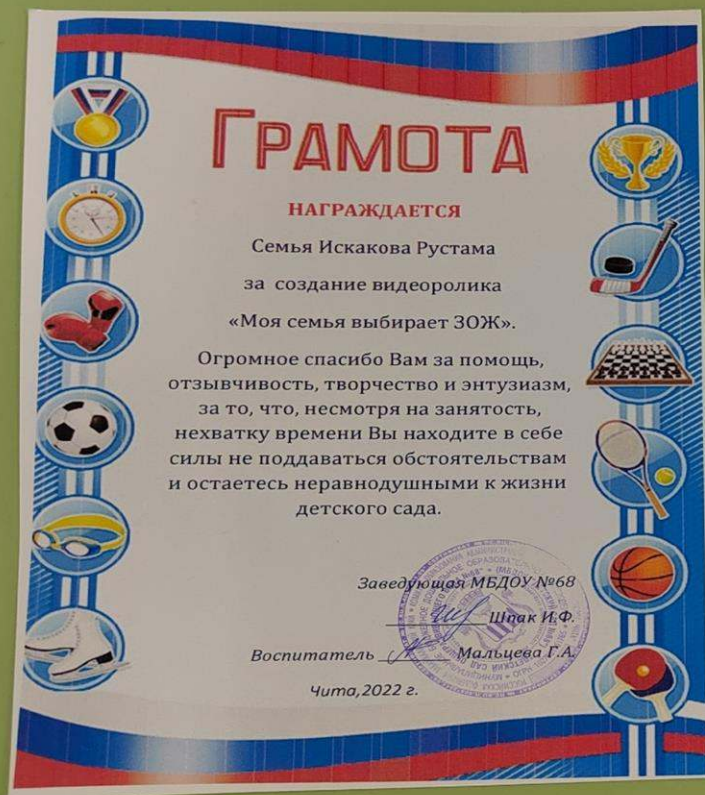 ГРАМОТА
НАГРАЖДАЕТСЯ
Семья Искакова Рустама
за создание видеоролика
«Моя семья выбирает ЗОЖ».
Огромное спасибо Вам за помощь,
отзывчивость, творчество и энтузиазм,
за то, что, несмотря на занятость,
нехватку времени Вы находите в себе
силы не поддаваться обстоятельствам
и остаетесь неравнодушными к жизни
детского сада.
Заведующая МБДОУ №68
Шпак И.Ф.
Воспитатель Мальцева Г.А.
Чита,2022 г.